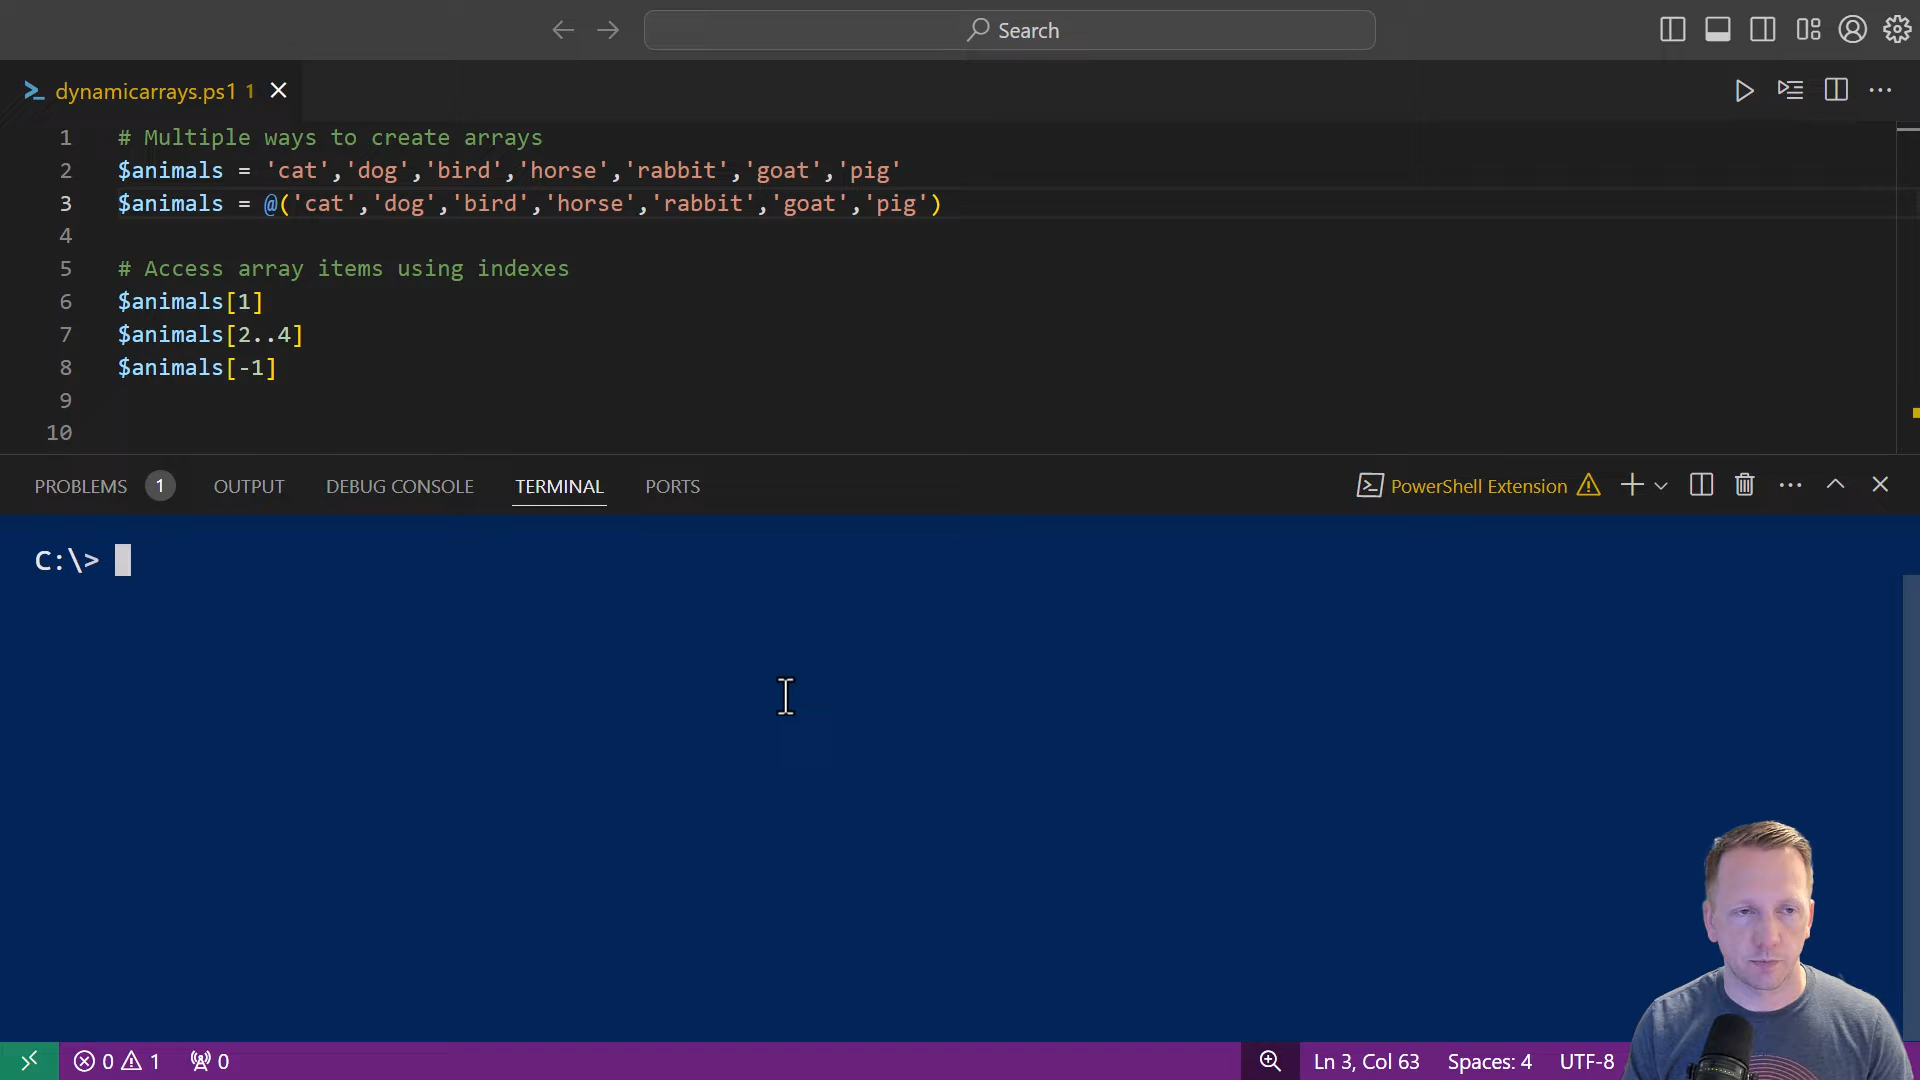 Search
dynamicarrays.ps1 1
1 # Multiple ways to create arrays
2 $animals = 'cat','dog','bird','horse','rabbit','goat','pig'
3 $animals = @('cat','dog','bird','horse','rabbit','goat','pig')
4
5 # Access array items using indexes
6 $animals[1]
7 $animals[2..4]
8 $animals[-1]
9
10
PROBLEMS 1 OUTPUT DEBUG CONSOLE TERMINAL PORTS PowerShell Extension
C:\>
0 1 0 Ln 3, Col 63 Spaces: 4 UTF-8